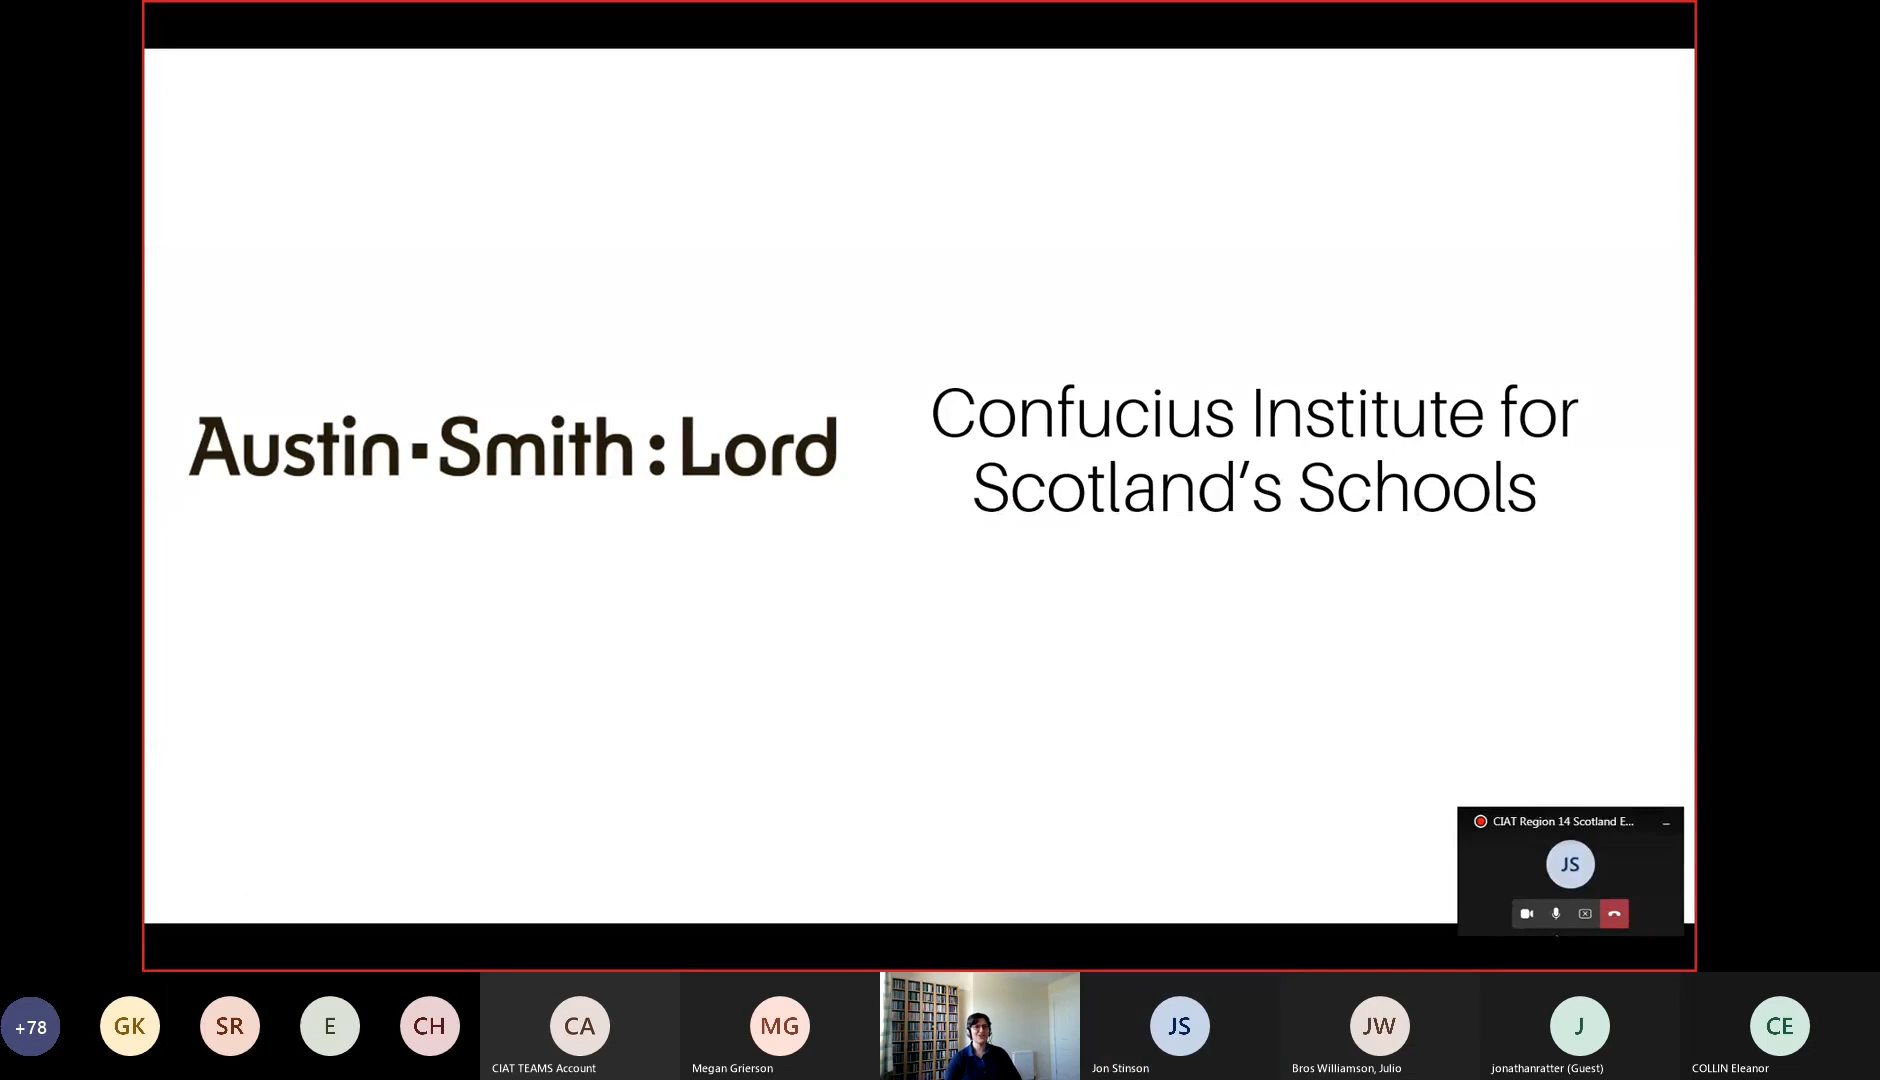 Austin·Smith:Lord
Confucius Institute for
Scotland’s Schools
CIAT Region 14 Scotland E...
JS
+78
GK
SR
E
CH
CA
CIAT TEAMS Account
MG
Megan Grierson
JS
Jon Stinson
JW
Bros Williamson, Julio
J
jonathanratter (Guest)
CE
COLLIN Eleanor